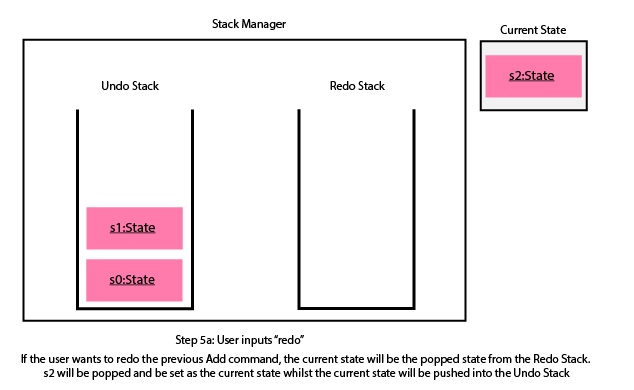 Stack Manager
Current State
s2:State
Undo Stack
Redo Stack
s1:State
s0:State
Step 5a: User inputs “redo”
If the user wants to redo the previous Add command, the current state will be the popped state from the Redo Stack.
s2 will be popped and be set as the current state whilst the current state will be pushed into the Undo Stack